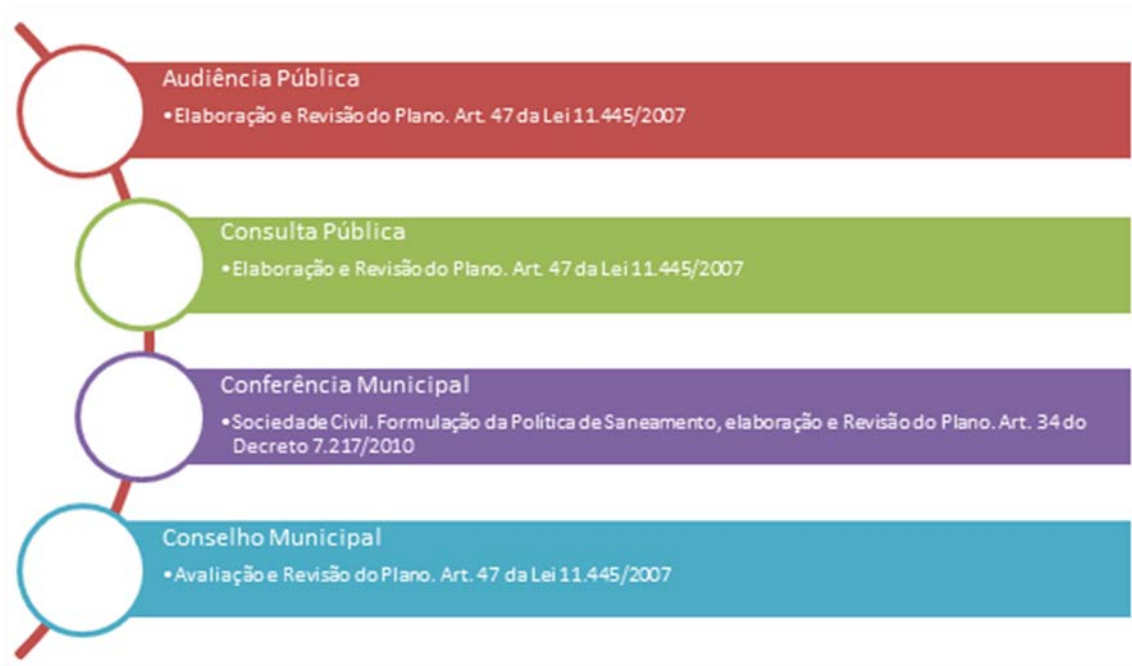 Audiência Pública
•Elaboração e Revisão do Plano. Art. 47 da Lei 11.445/2007
Consulta Pública
•Elaboração e Revisão do Plano. Art. 47 da Lei 11.445/2007
Conferência Municipal
•Sociedade Civil. Formulação da Política de Saneamento, elaboração e Revisão do Plano. Art. 34 do
Decreto 7.217/2010
Conselho Municipal
•Avaliação e Revisão do Plano. Art. 47 da Lei 11.445/2007